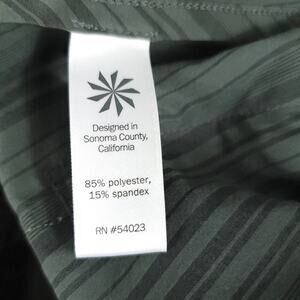 Designed in
Sonoma County,
California
85% polyester,
15% spandex
RN #54023